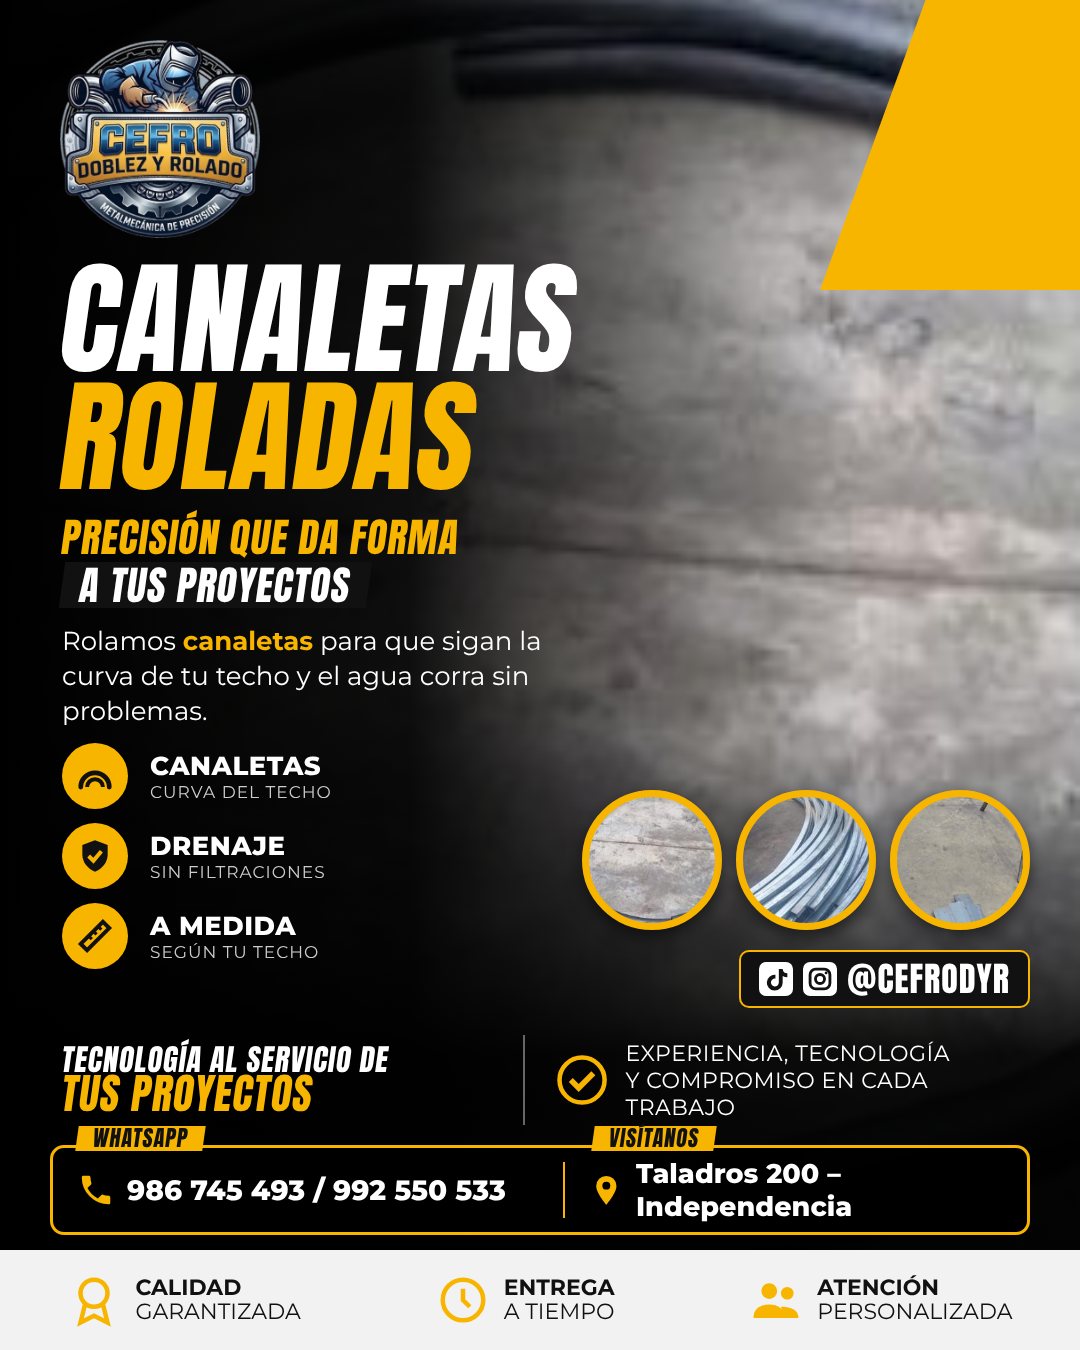 CEFRO
DOBLEZ Y ROLADO
METALMECÁNICA DE PRECISIÓN
CANALETAS
ROLADAS
PRECISIÓN QUE DA FORMA
A TUS PROYECTOS
Rolamos canaletas para que sigan la
curva de tu techo y el agua corra sin
problemas.
CANALETAS
CURVA DEL TECHO
DRENAJE
SIN FILTRACIONES
A MEDIDA
SEGÚN TU TECHO
@CEFRODYR
TECNOLOGÍA AL SERVICIO DE
TUS PROYECTOS
EXPERIENCIA, TECNOLOGÍA
Y COMPROMISO EN CADA
TRABAJO
WHATSAPP
986 745 493 / 992 550 533
VISÍTANOS
Taladros 200 –
Independencia
CALIDAD
GARANTIZADA
ENTREGA
A TIEMPO
ATENCIÓN
PERSONALIZADA